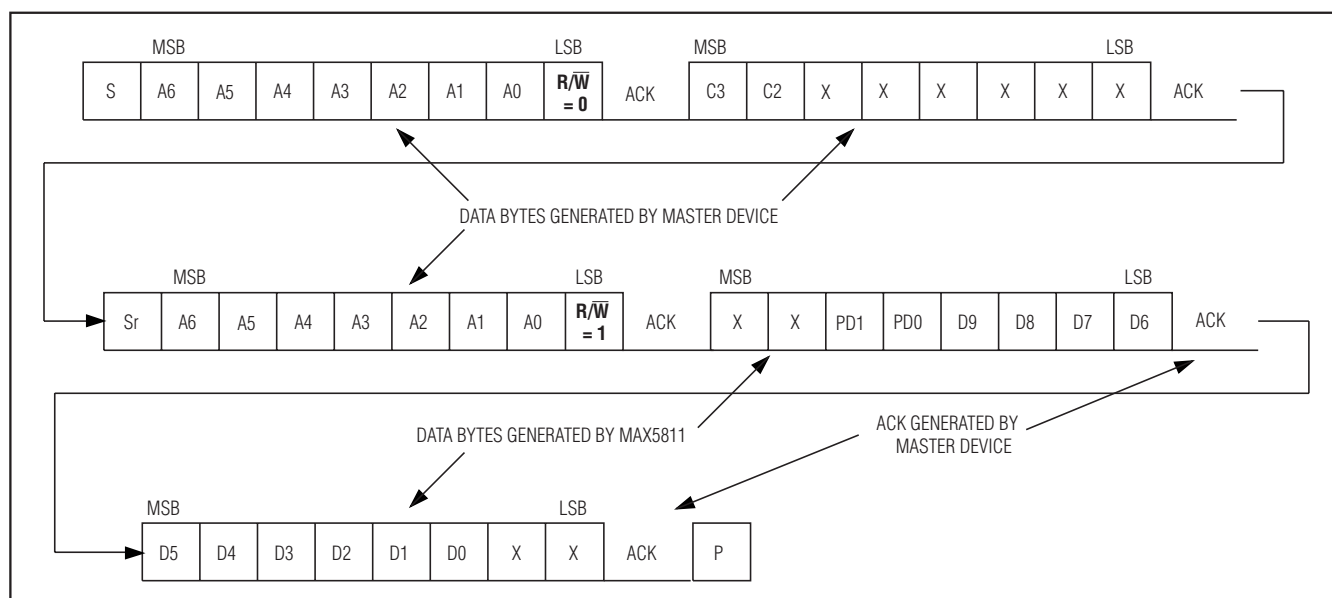 MSB LSB MSB LSB
S A6 A5 A4 A3 A2 A1 A0 R/W̅ = 0 ACK C3 C2 X X X X X X ACK
DATA BYTES GENERATED BY MASTER DEVICE
MSB LSB MSB LSB
Sr A6 A5 A4 A3 A2 A1 A0 R/W̅ = 1 ACK X X PD1 PD0 D9 D8 D7 D6 ACK
DATA BYTES GENERATED BY MAX5811
ACK GENERATED BY
MASTER DEVICE
MSB LSB
D5 D4 D3 D2 D1 D0 X X ACK P